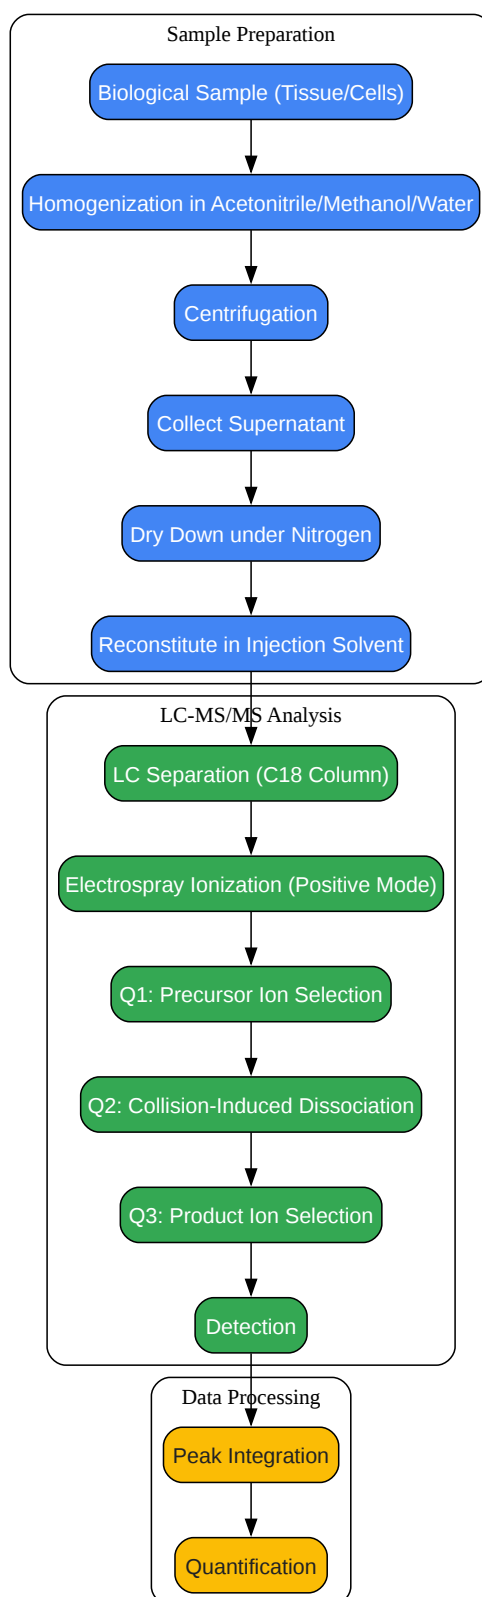 Sample Preparation
Biological Sample (Tissue/Cells)
Homogenization in Acetonitrile/Methanol/Water
Centrifugation
Collect Supernatant
Dry Down under Nitrogen
Reconstitute in Injection Solvent
LC-MS/MS Analysis
LC Separation (C18 Column)
Electrospray Ionization (Positive Mode)
Q1: Precursor Ion Selection
Q2: Collision-Induced Dissociation
Q3: Product Ion Selection
Detection
Data Processing
Peak Integration
Quantification